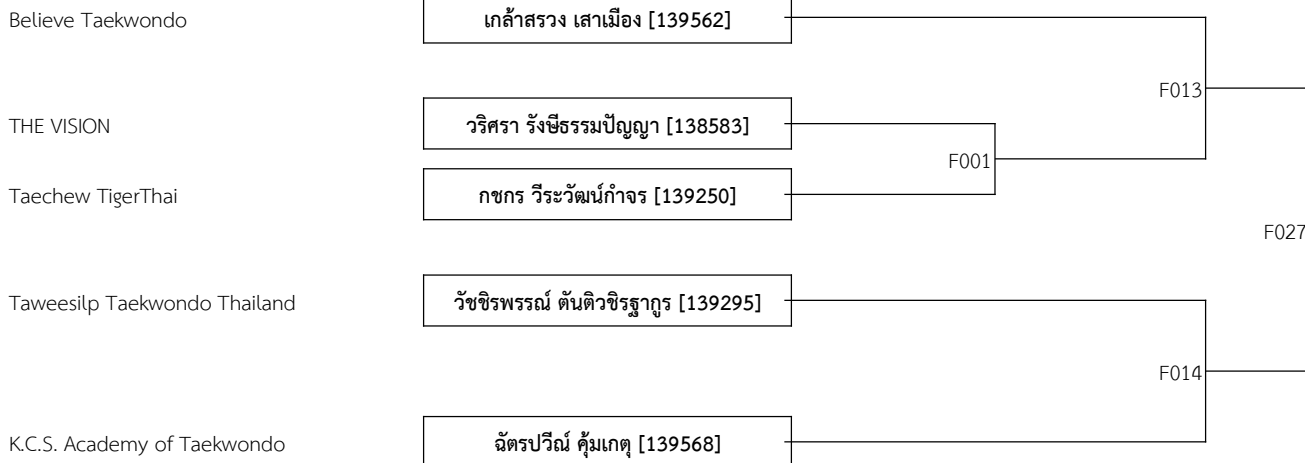 Believe Taekwondo
เกล้าสรวง เสาเมือง [139562]
F013
THE VISION
วริศรา รังษีธรรมปัญญา [138583]
F001
Taechew TigerThai
กชกร วีระวัฒน์กำจร [139250]
F027
Taweesilp Taekwondo Thailand
วัชชิรพรรณ์ ตันติวชิรฐากูร [139295]
F014
K.C.S. Academy of Taekwondo
ฉัตรปวีณ์ คุ้มเกตุ [139568]